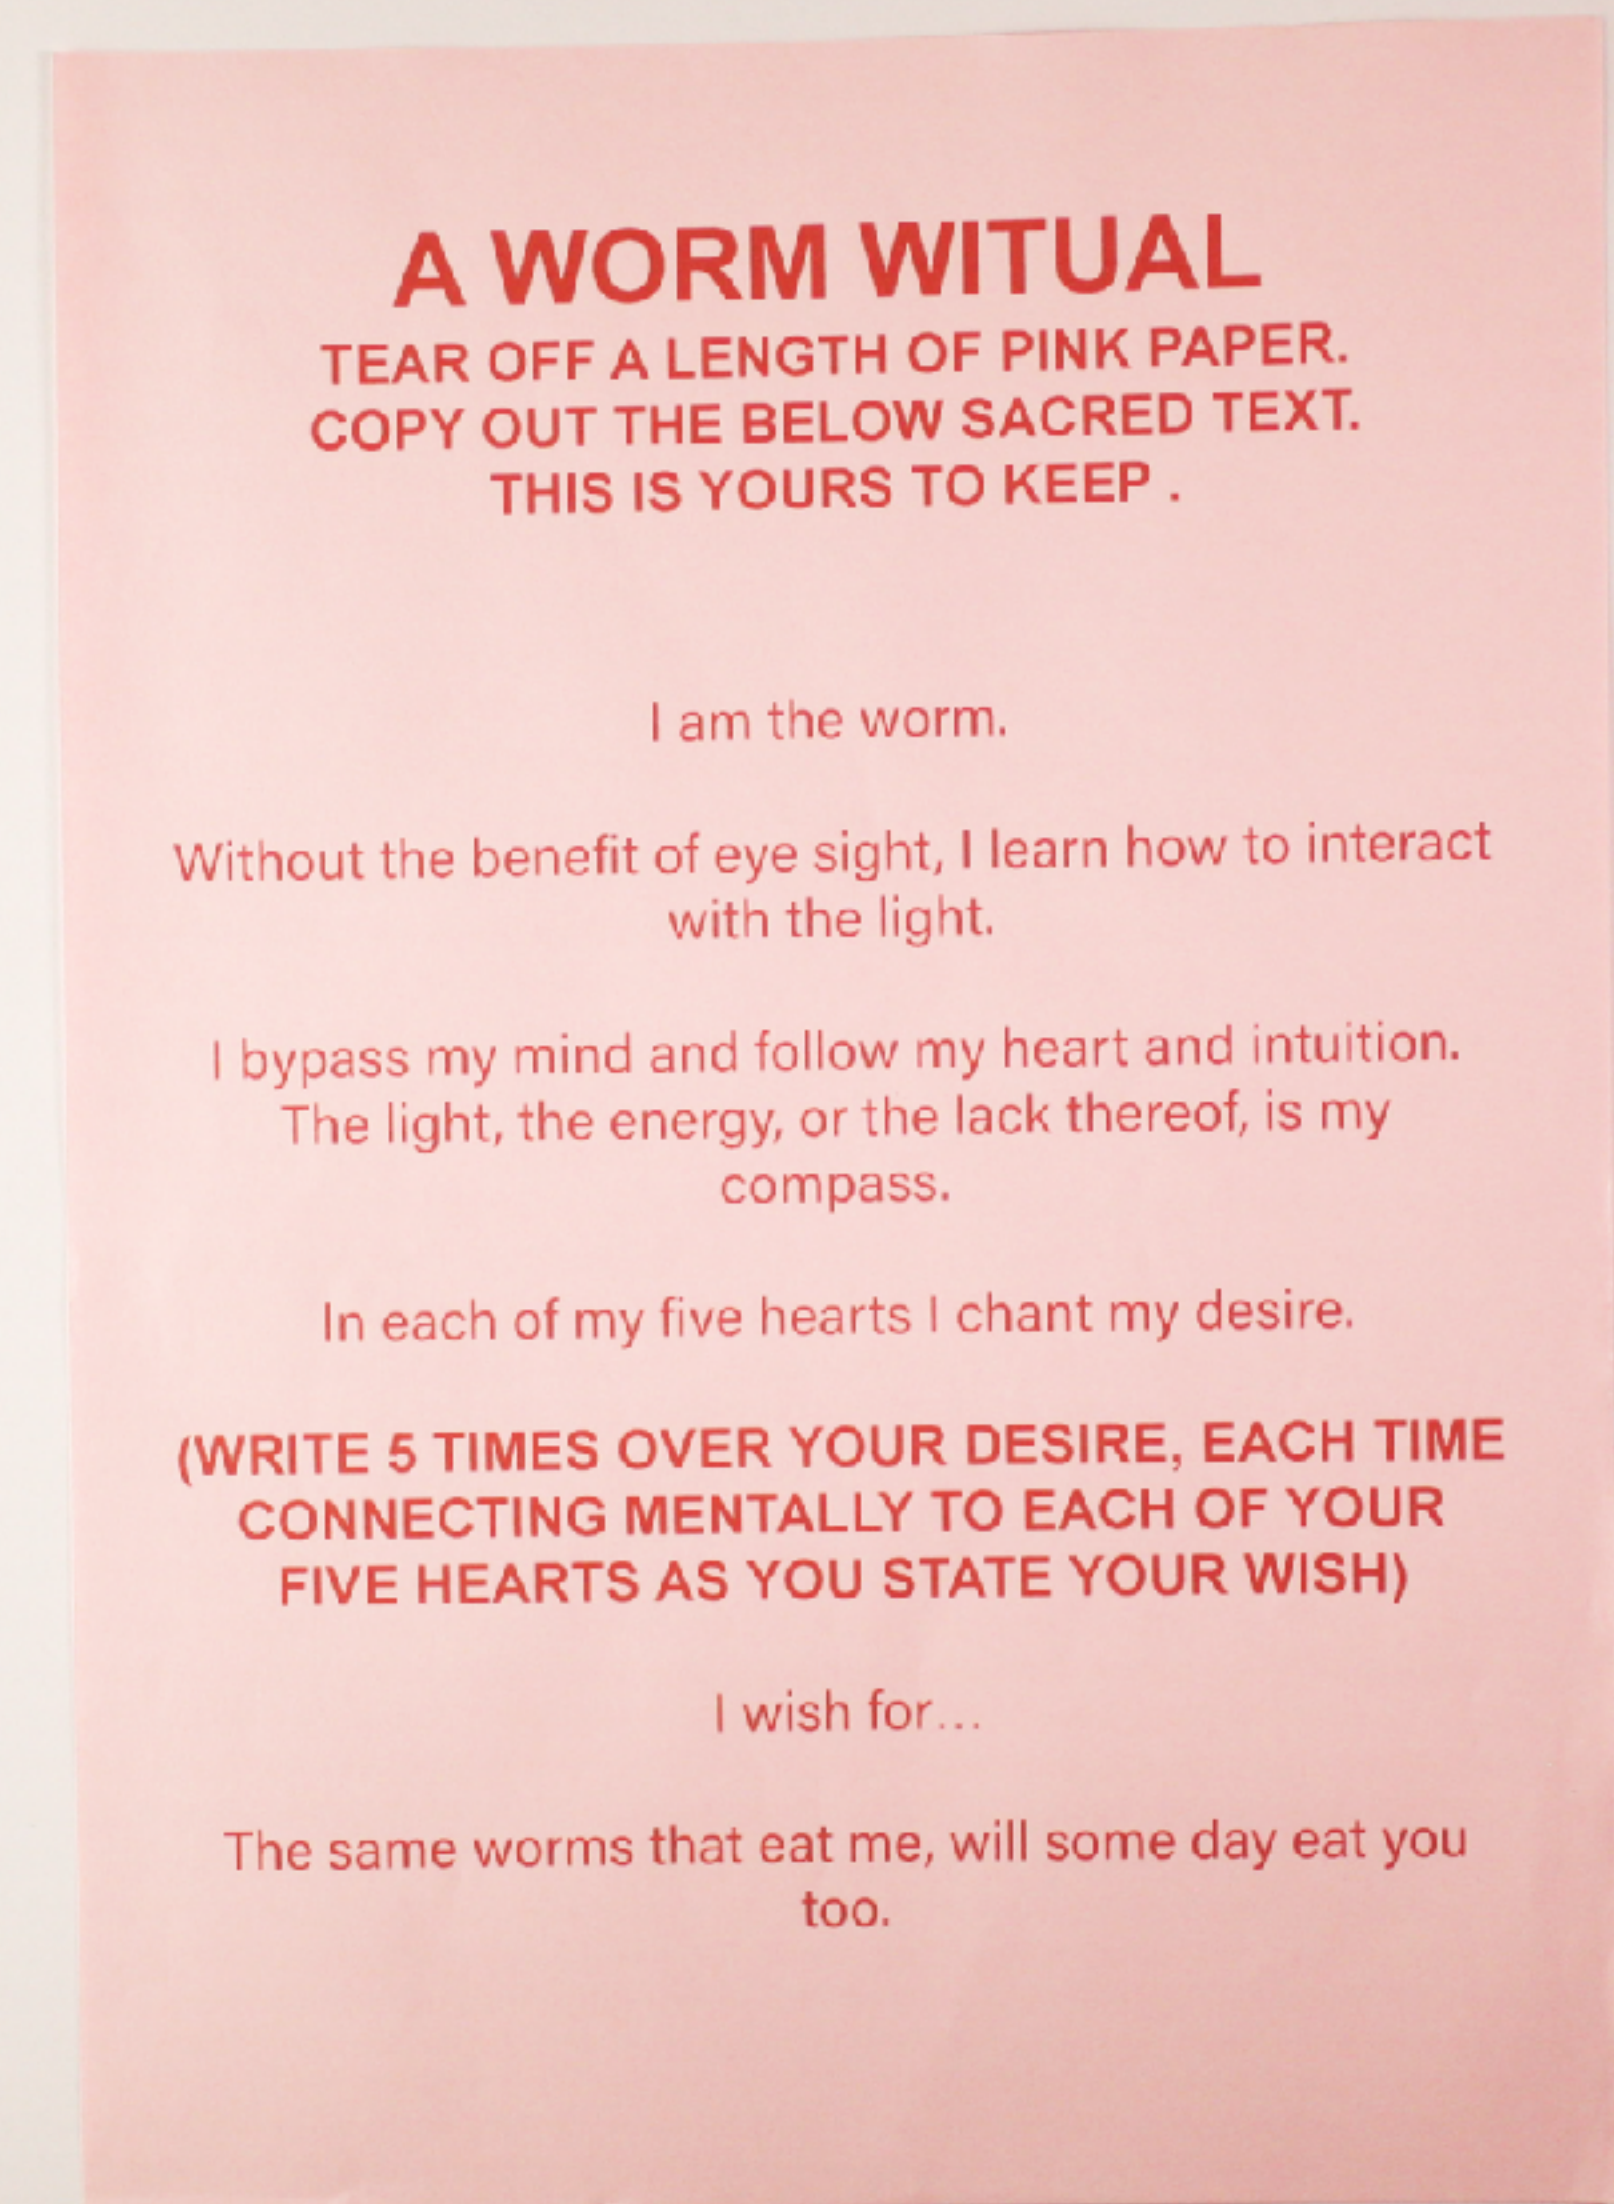 A WORM WITUAL
TEAR OFF A LENGTH OF PINK PAPER.
COPY OUT THE BELOW SACRED TEXT.
THIS IS YOURS TO KEEP .
I am the worm.
Without the benefit of eye sight, I learn how to interact
with the light.
I bypass my mind and follow my heart and intuition.
The light, the energy, or the lack thereof, is my
compass.
In each of my five hearts I chant my desire.
(WRITE 5 TIMES OVER YOUR DESIRE, EACH TIME
CONNECTING MENTALLY TO EACH OF YOUR
FIVE HEARTS AS YOU STATE YOUR WISH)
I wish for...
The same worms that eat me, will some day eat you
too.